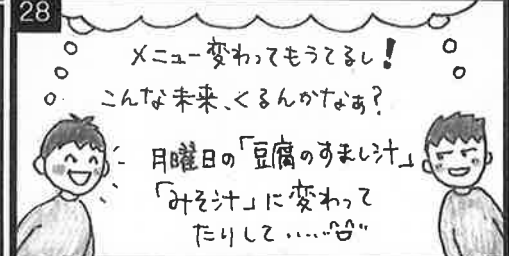 28
メニュー変わってもうてるし!
こんな未来、くるんかなぁ?
月曜日の「豆腐のすまし汁」
「みそ汁」に変わって
たりして・・・・・